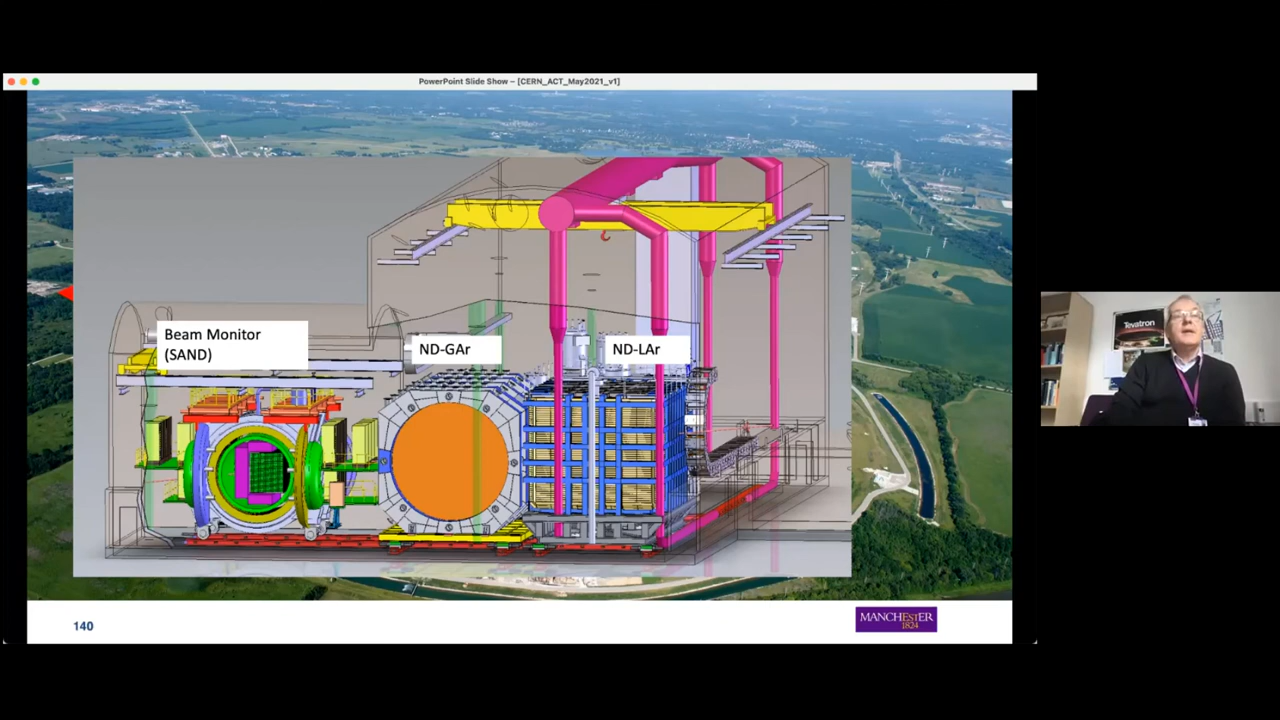 PowerPoint Slide Show – [CERN_ACT_May2021_v1]
Beam Monitor
(SAND)
ND-GAr
ND-LAr
Tevatron
140
MANCHESTER
1824